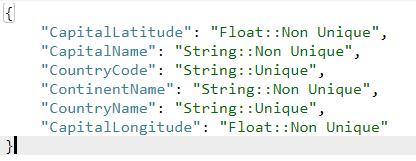 {
"CapitalLatitude": "Float::Non Unique",
"CapitalName": "String::Non Unique",
"CountryCode": "String::Unique",
"ContinentName": "String::Non Unique",
"CountryName": "String::Unique",
"CapitalLongitude": "Float::Non Unique"
}